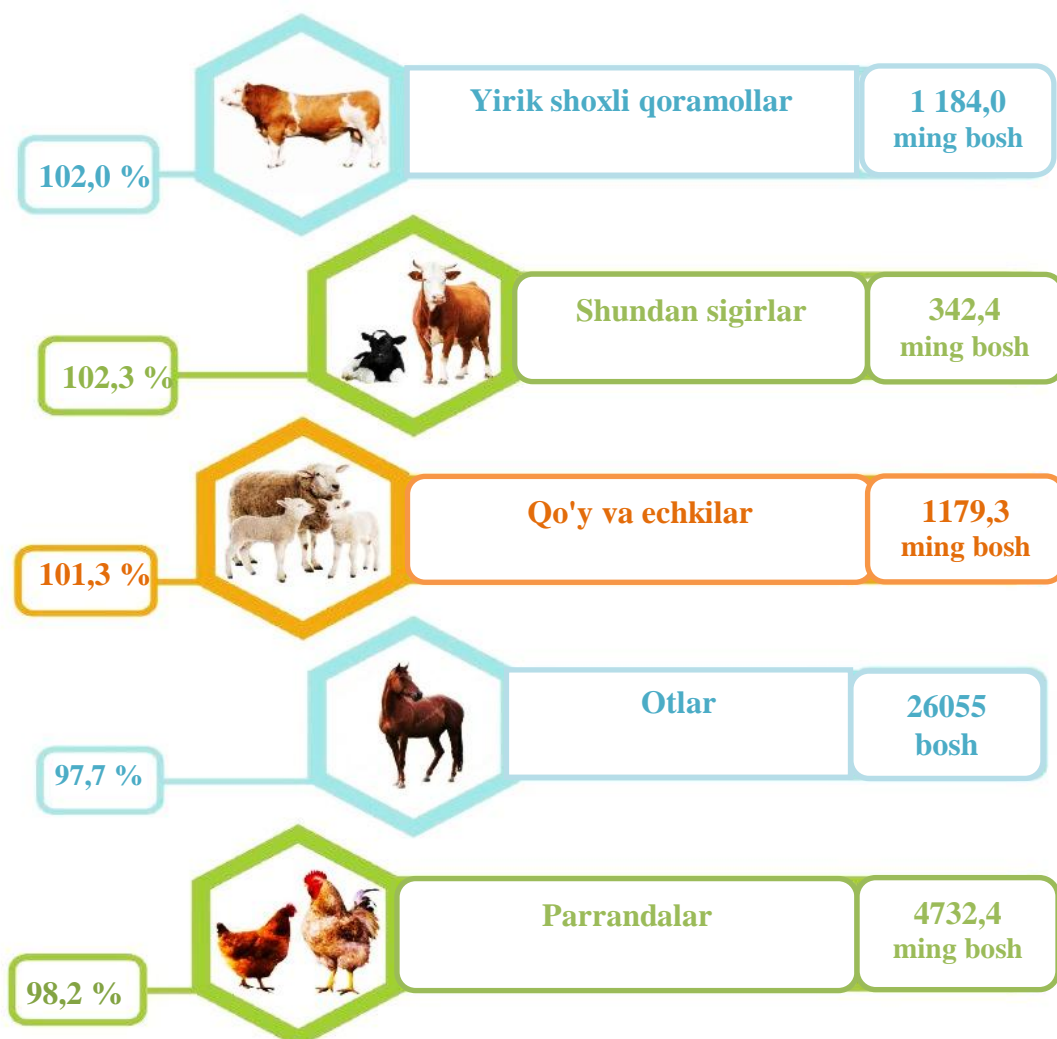 Yirik shoxli qoramollar
1 184,0
ming bosh
102,0 %
Shundan sigirlar
342,4
ming bosh
102,3 %
Qo'y va echkilar
1179,3
ming bosh
101,3 %
Otlar
26055
bosh
97,7 %
Parrandalar
4732,4
ming bosh
98,2 %